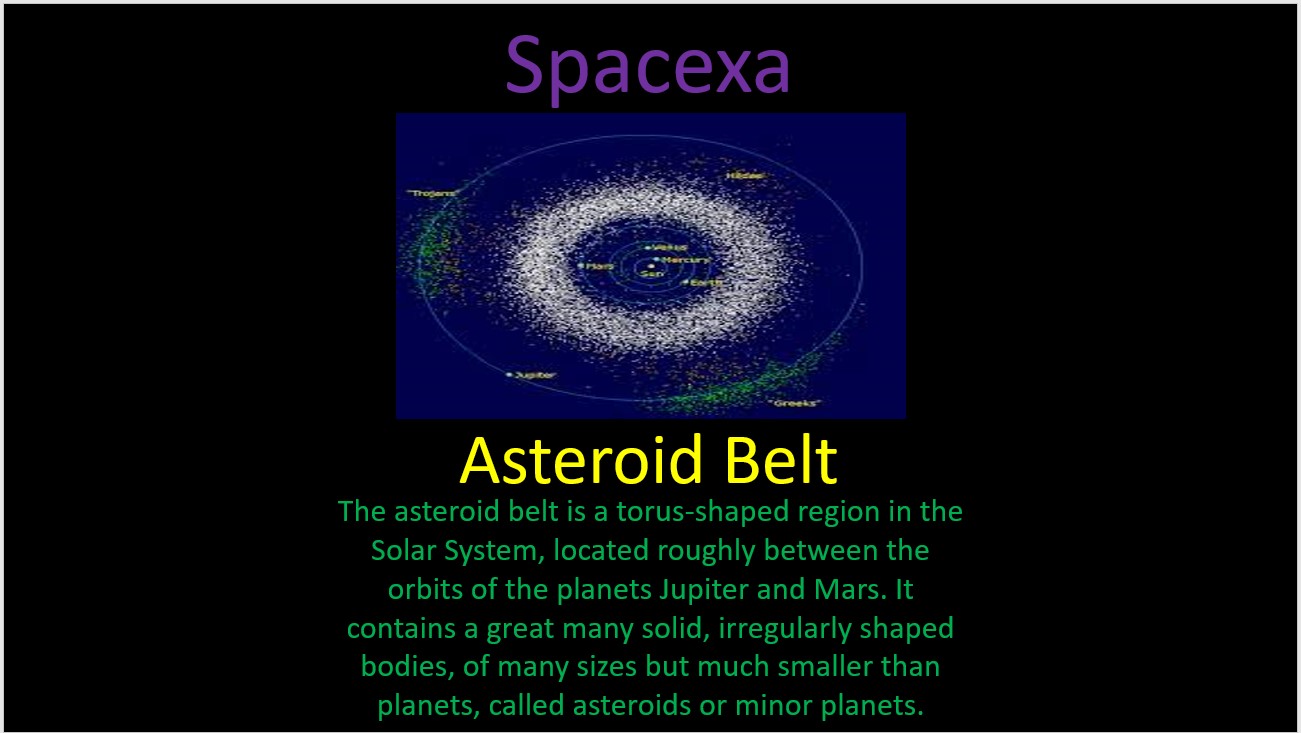 Spacexa
"Trojans"
Hildas
Venus
Mercury
Mars
Sun
Earth
Jupiter
"Greeks"
Asteroid Belt
The asteroid belt is a torus-shaped region in the
Solar System, located roughly between the
orbits of the planets Jupiter and Mars. It
contains a great many solid, irregularly shaped
bodies, of many sizes but much smaller than
planets, called asteroids or minor planets.